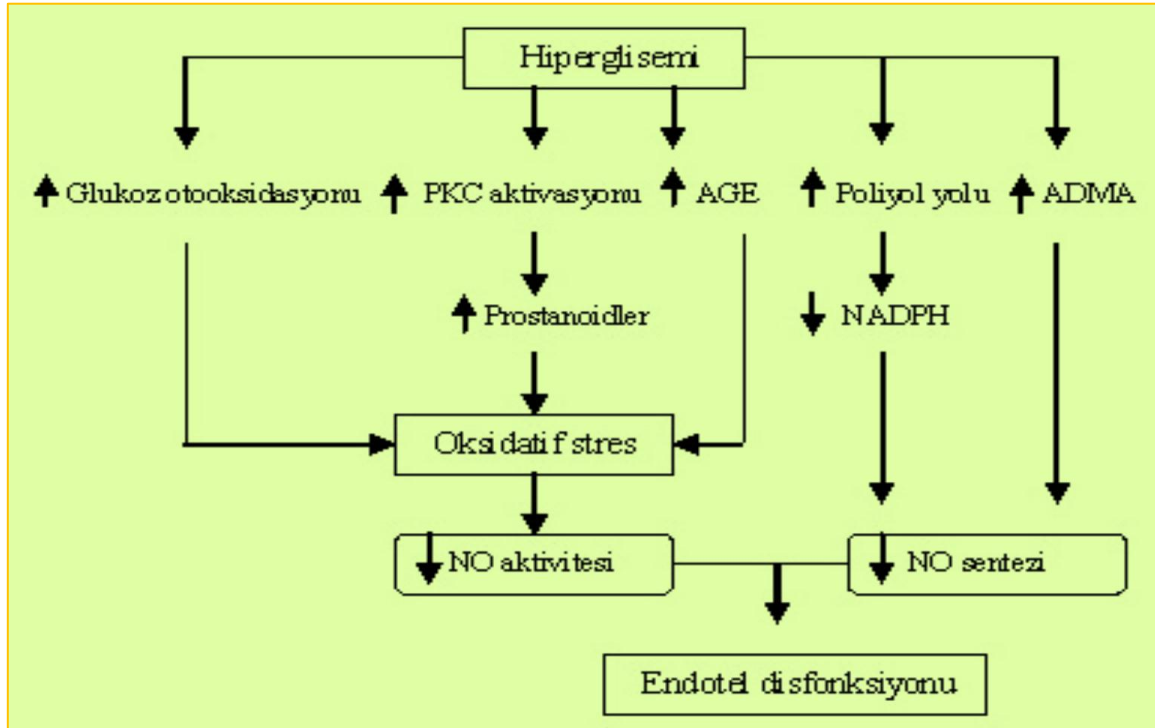 Hiperglisemi
Glukoz otooksidasyonu PKC aktivasyonu AGE Poliyol yolu ADMA
Prostanoidler NADPH
Oksidatif stres
NO aktivitesi NO sentezi
Endotel disfonksiyonu